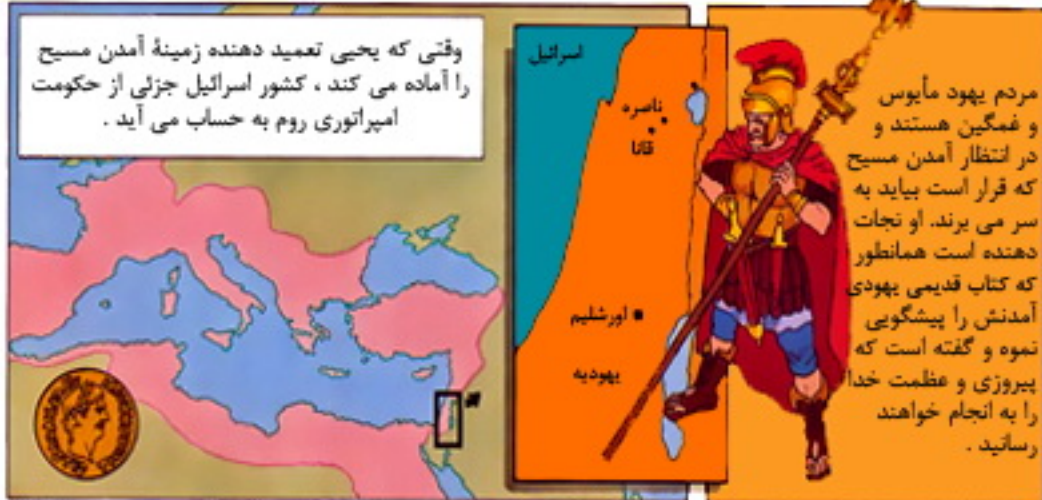 وقتی که یحیی تعمید دهنده زمینهٔ آمدن مسیح
را آماده می کند ، کشور اسرائیل جزئی از حکومت
امپراتوری روم به حساب می آید .
اسرائیل
ناصره
قانا
اورشلیم
یهودیه
مردم یهود مأیوس
و غمگین هستند و
در انتظار آمدن مسیح
که قرار است بیاید به
سر می برند. او نجات
دهنده است همانطور
که کتاب قدیمی یهودی
آمدنش را پیشگویی
نموه و گفته است که
پیروزی و عظمت خدا
را به انجام خواهند
رسانید .